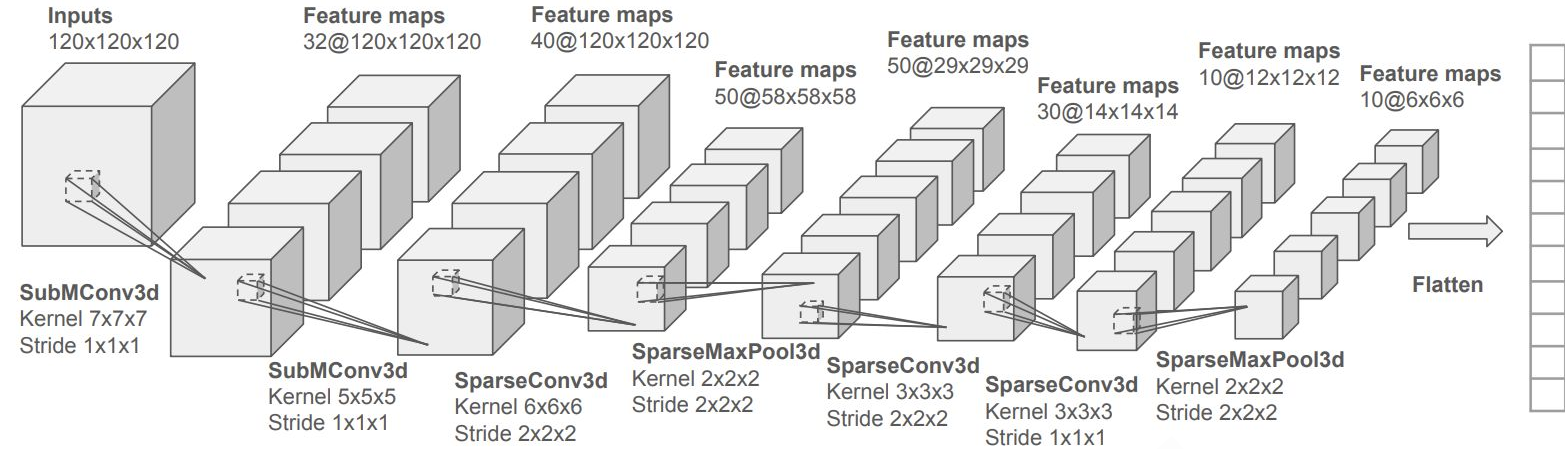 Inputs
120x120x120
Feature maps
32@120x120x120
Feature maps
40@120x120x120
Feature maps
50@58x58x58
Feature maps
50@29x29x29
Feature maps
30@14x14x14
Feature maps
10@12x12x12
Feature maps
10@6x6x6
SubMConv3d
Kernel 7x7x7
Stride 1x1x1
SubMConv3d
Kernel 5x5x5
Stride 1x1x1
SparseConv3d
Kernel 6x6x6
Stride 2x2x2
SparseMaxPool3d
Kernel 2x2x2
Stride 2x2x2
SparseConv3d
Kernel 3x3x3
Stride 2x2x2
SparseConv3d
Kernel 3x3x3
Stride 1x1x1
SparseMaxPool3d
Kernel 2x2x2
Stride 2x2x2
Flatten